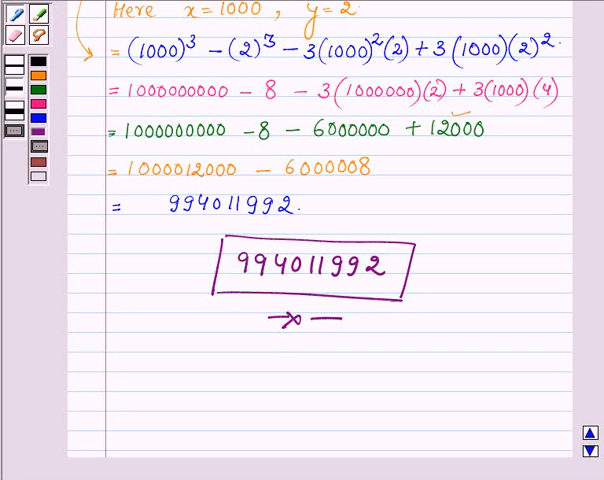 Here x = 1000, y = 2
= (1000)³ - (2)³ - 3(1000)²(2) + 3(1000)(2)².
= 1000000000 - 8 - 3(1000000)(2) + 3(1000)(4)
= 1000000000 - 8 - 6000000 + 12000
= 1000012000 - 6000008
= 994011992.
994011992